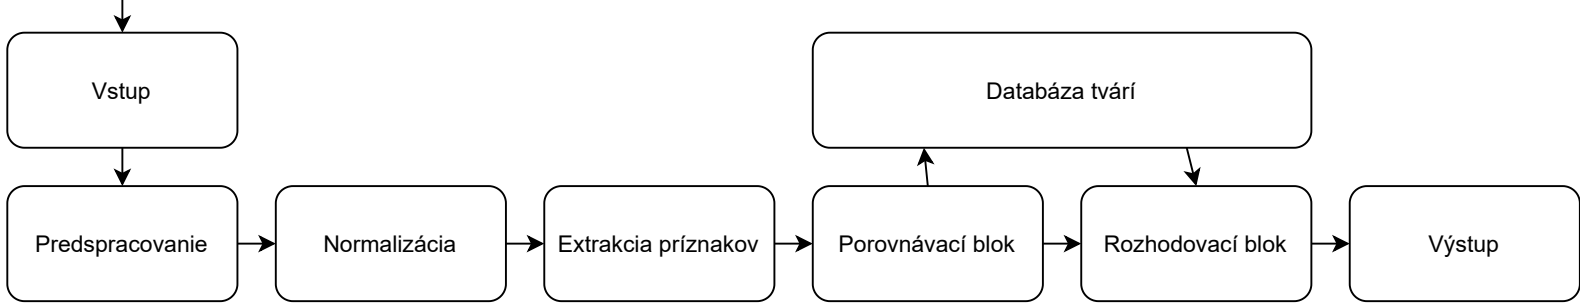 Vstup
Databáza tvárí
Predspracovanie
Normalizácia
Extrakcia príznakov
Porovnávací blok
Rozhodovací blok
Výstup